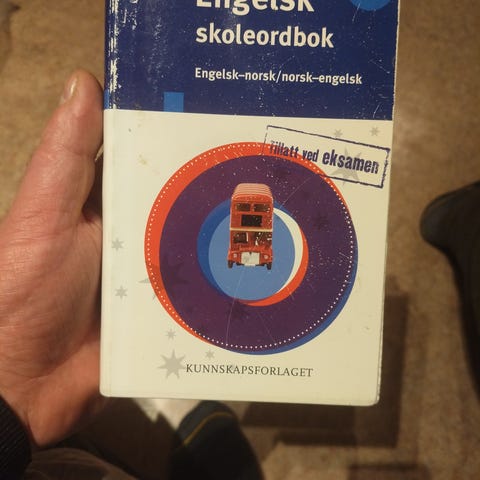 Engelsk
skoleordbok
Engelsk–norsk/norsk–engelsk
Tillatt ved eksamen
KUNNSKAPSFORLAGET